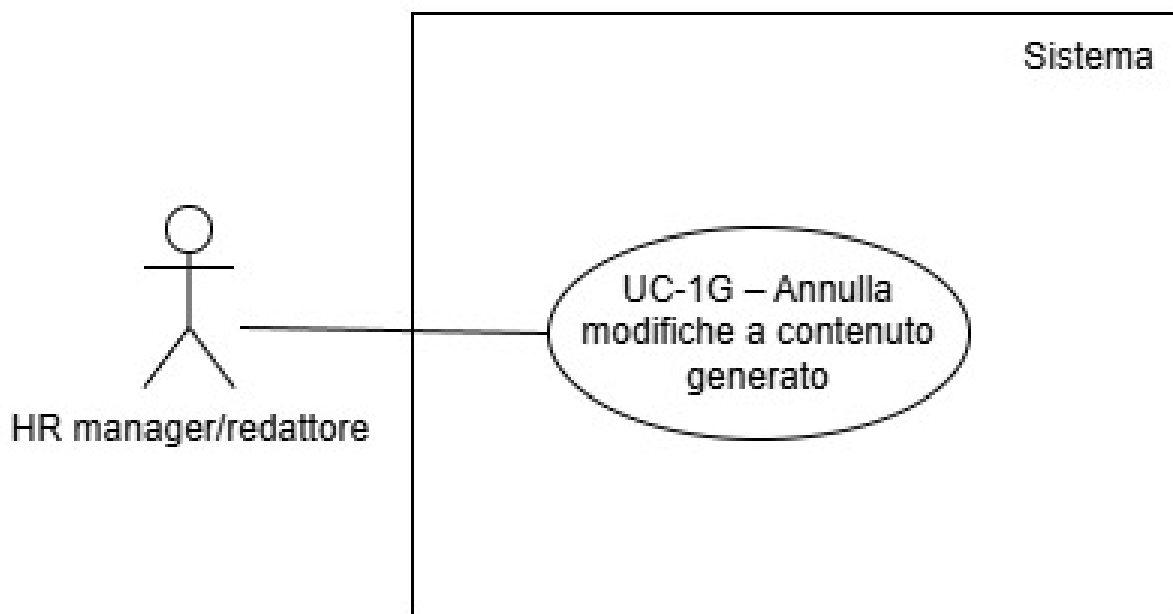 Sistema
UC-1G – Annulla
modifiche a contenuto
generato
HR manager/redattore